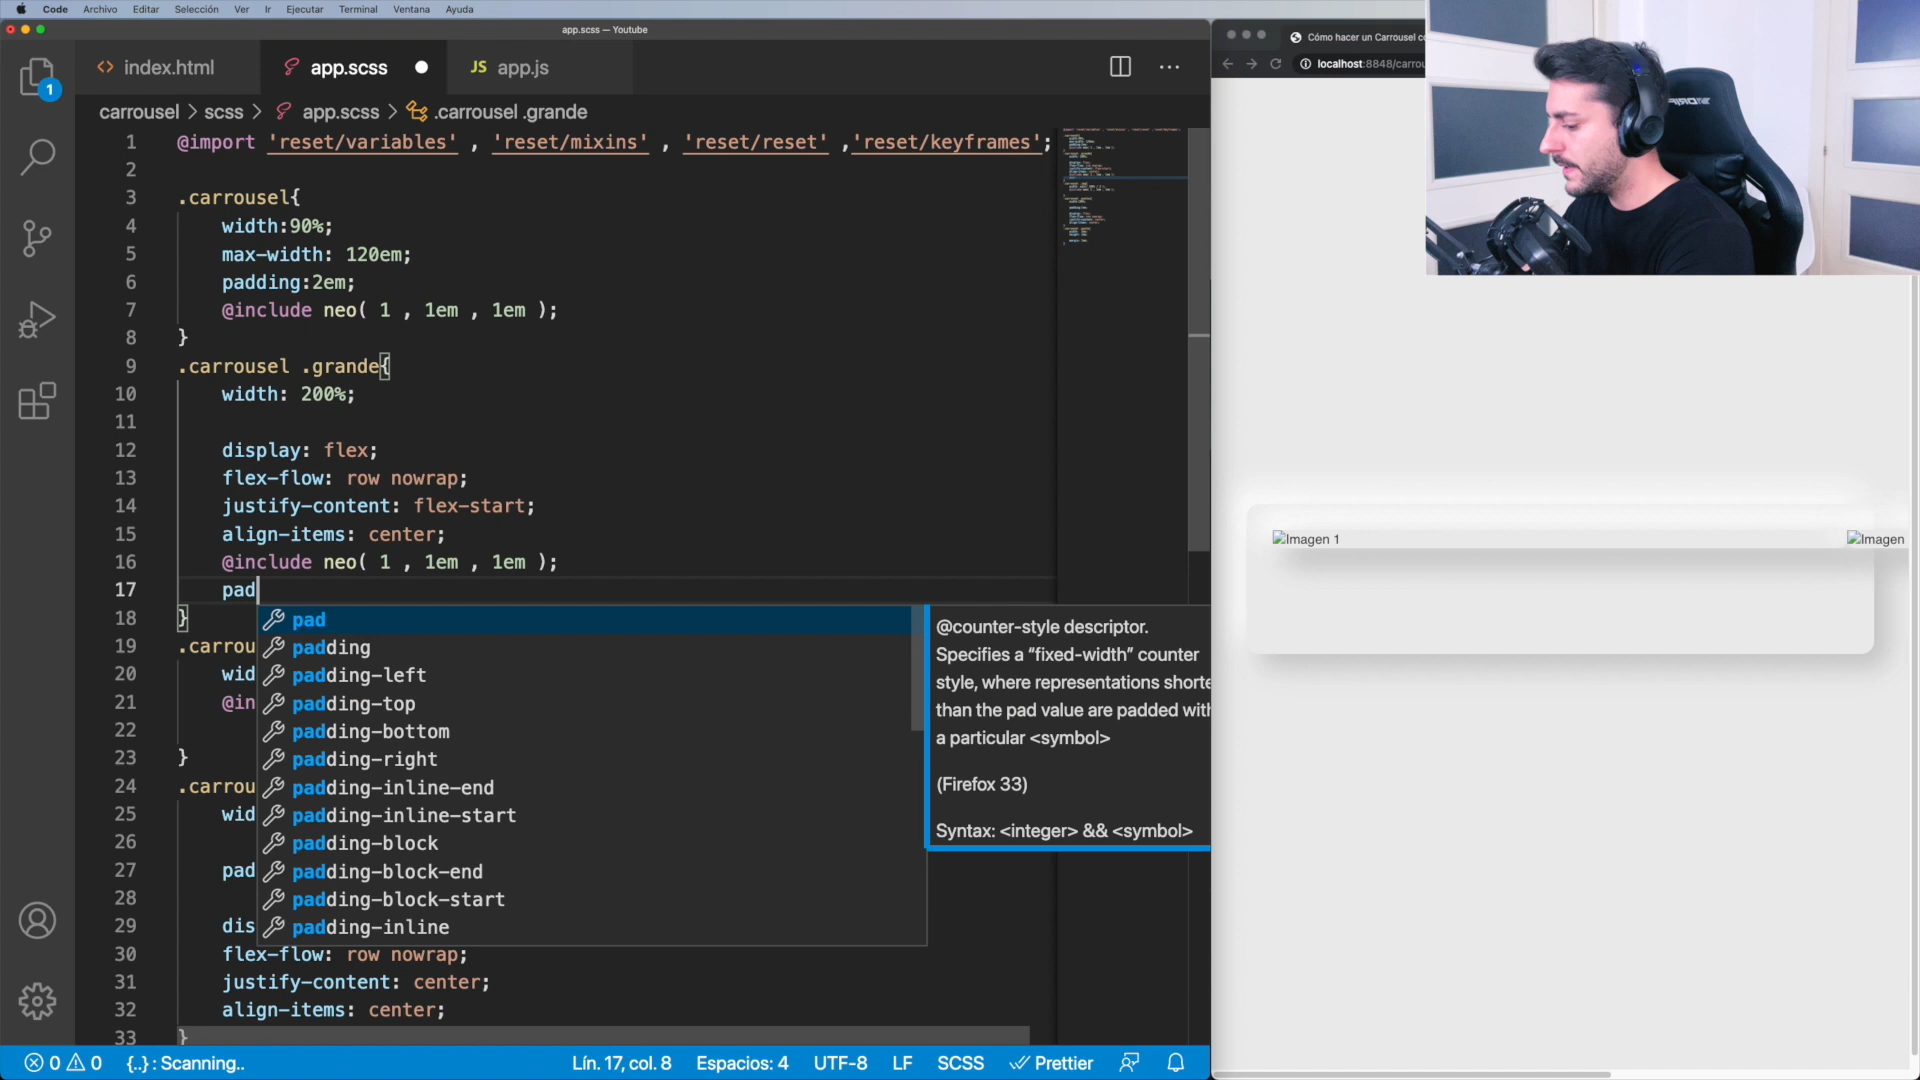 Code Archivo Editar Selección Ver Ir Ejecutar Terminal Ventana Ayuda
app.scss — Youtube
index.html
app.scss
JS app.js
carrousel > scss > app.scss > .carrousel .grande
1 @import 'reset/variables' , 'reset/mixins' , 'reset/reset' ,'reset/keyframes';
2
3 .carrousel{
4 width:90%;
5 max-width: 120em;
6 padding:2em;
7 @include neo( 1 , 1em , 1em );
8 }
9 .carrousel .grande{
10 width: 200%;
11
12 display: flex;
13 flex-flow: row nowrap;
14 justify-content: flex-start;
15 align-items: center;
16 @include neo( 1 , 1em , 1em );
17 pad
18 }
19 .carrou
20 wid
21 @in
22
23 }
24 .carrou
25 wid
26
27 pad
28
29 dis
30 flex-flow: row nowrap;
31 justify-content: center;
32 align-items: center;
33 }
pad
padding
padding-left
padding-top
padding-bottom
padding-right
padding-inline-end
padding-inline-start
padding-block
padding-block-end
padding-block-start
padding-inline
@counter-style descriptor.
Specifies a “fixed-width” counter
style, where representations shorte
than the pad value are padded with
a particular <symbol>
(Firefox 33)
Syntax: <integer> && <symbol>
1
0 0 {..} : Scanning..
Lín. 17, col. 8 Espacios: 4 UTF-8 LF SCSS Prettier
Cómo hacer un Carrousel co
localhost:8848/carrou
Imagen 1
Imagen